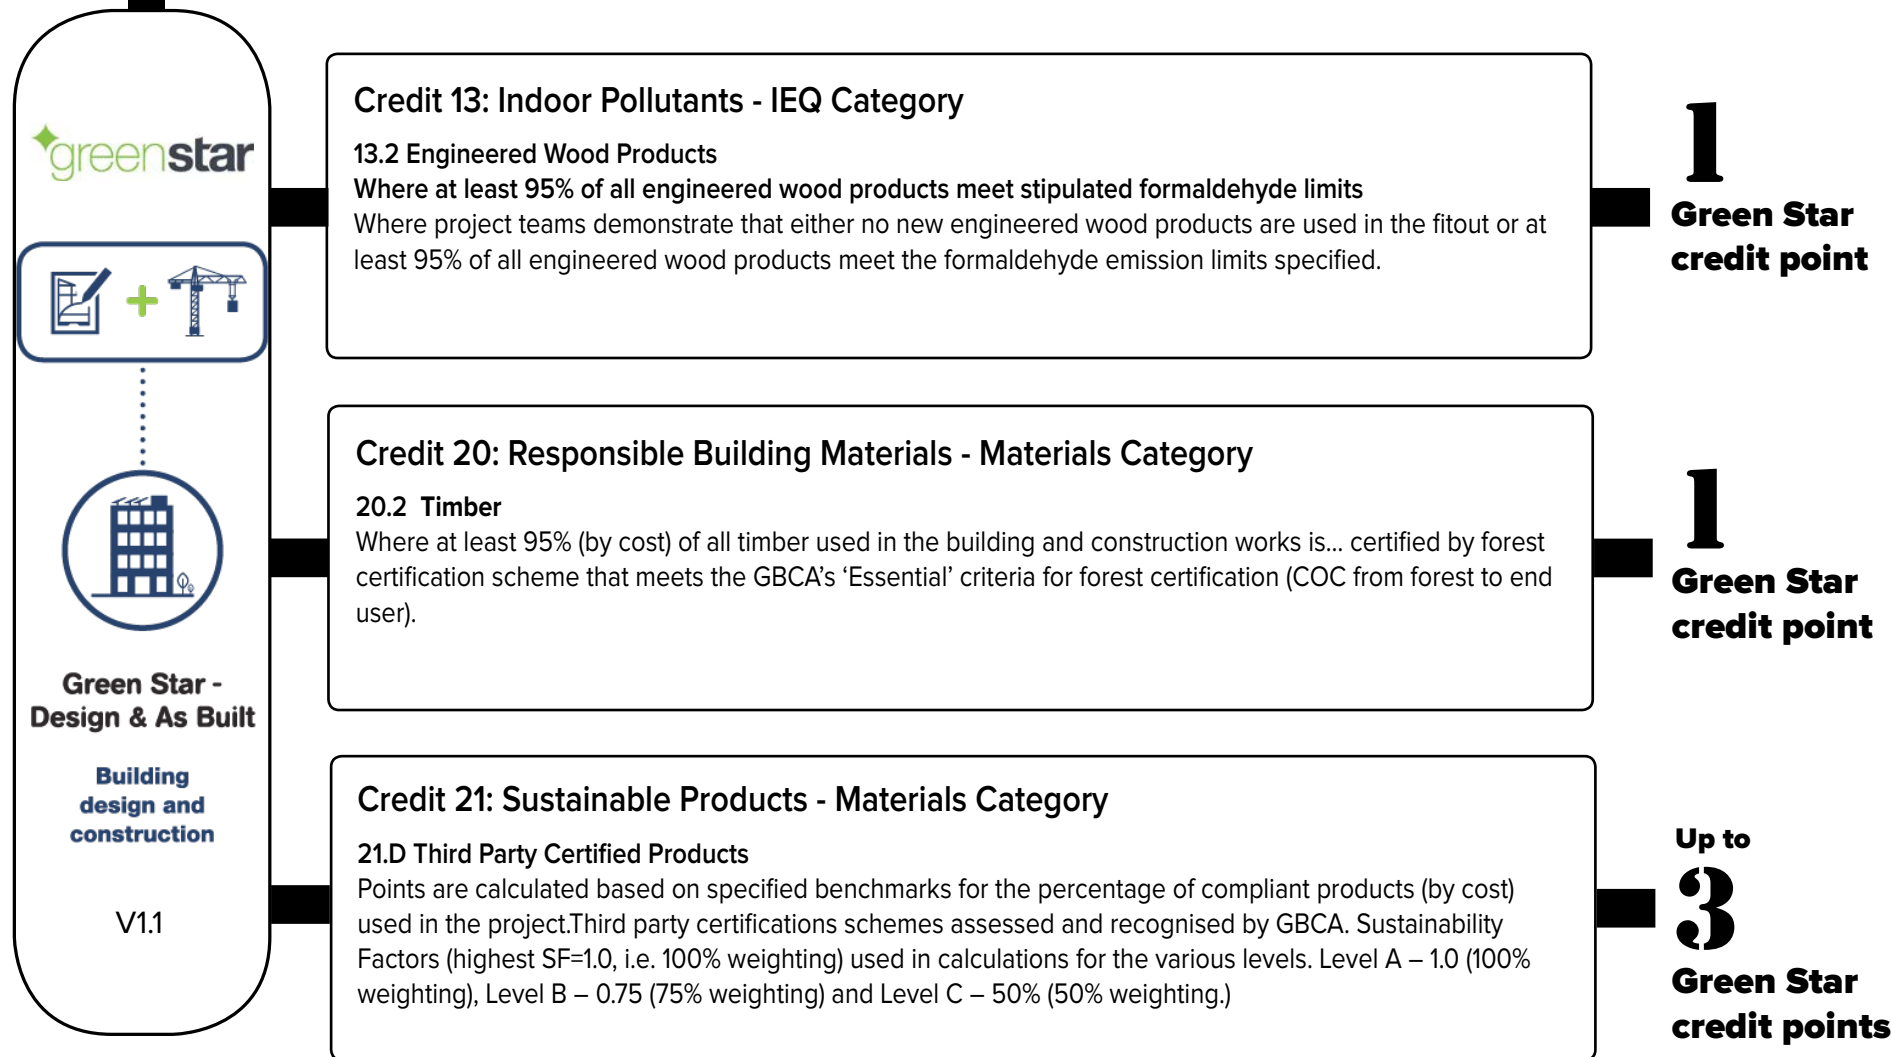 greenstar
Green Star -
Design & As Built
Building
design and
construction
V1.1
Credit 13: Indoor Pollutants - IEQ Category
13.2 Engineered Wood Products
Where at least 95% of all engineered wood products meet stipulated formaldehyde limits
Where project teams demonstrate that either no new engineered wood products are used in the fitout or at
least 95% of all engineered wood products meet the formaldehyde emission limits specified.
1
Green Star
credit point
Credit 20: Responsible Building Materials - Materials Category
20.2 Timber
Where at least 95% (by cost) of all timber used in the building and construction works is... certified by forest
certification scheme that meets the GBCA's ‘Essential’ criteria for forest certification (COC from forest to end
user).
1
Green Star
credit point
Credit 21: Sustainable Products - Materials Category
21.D Third Party Certified Products
Points are calculated based on specified benchmarks for the percentage of compliant products (by cost)
used in the project.Third party certifications schemes assessed and recognised by GBCA. Sustainability
Factors (highest SF=1.0, i.e. 100% weighting) used in calculations for the various levels. Level A – 1.0 (100%
weighting), Level B – 0.75 (75% weighting) and Level C – 50% (50% weighting.)
Up to
3
Green Star
credit points